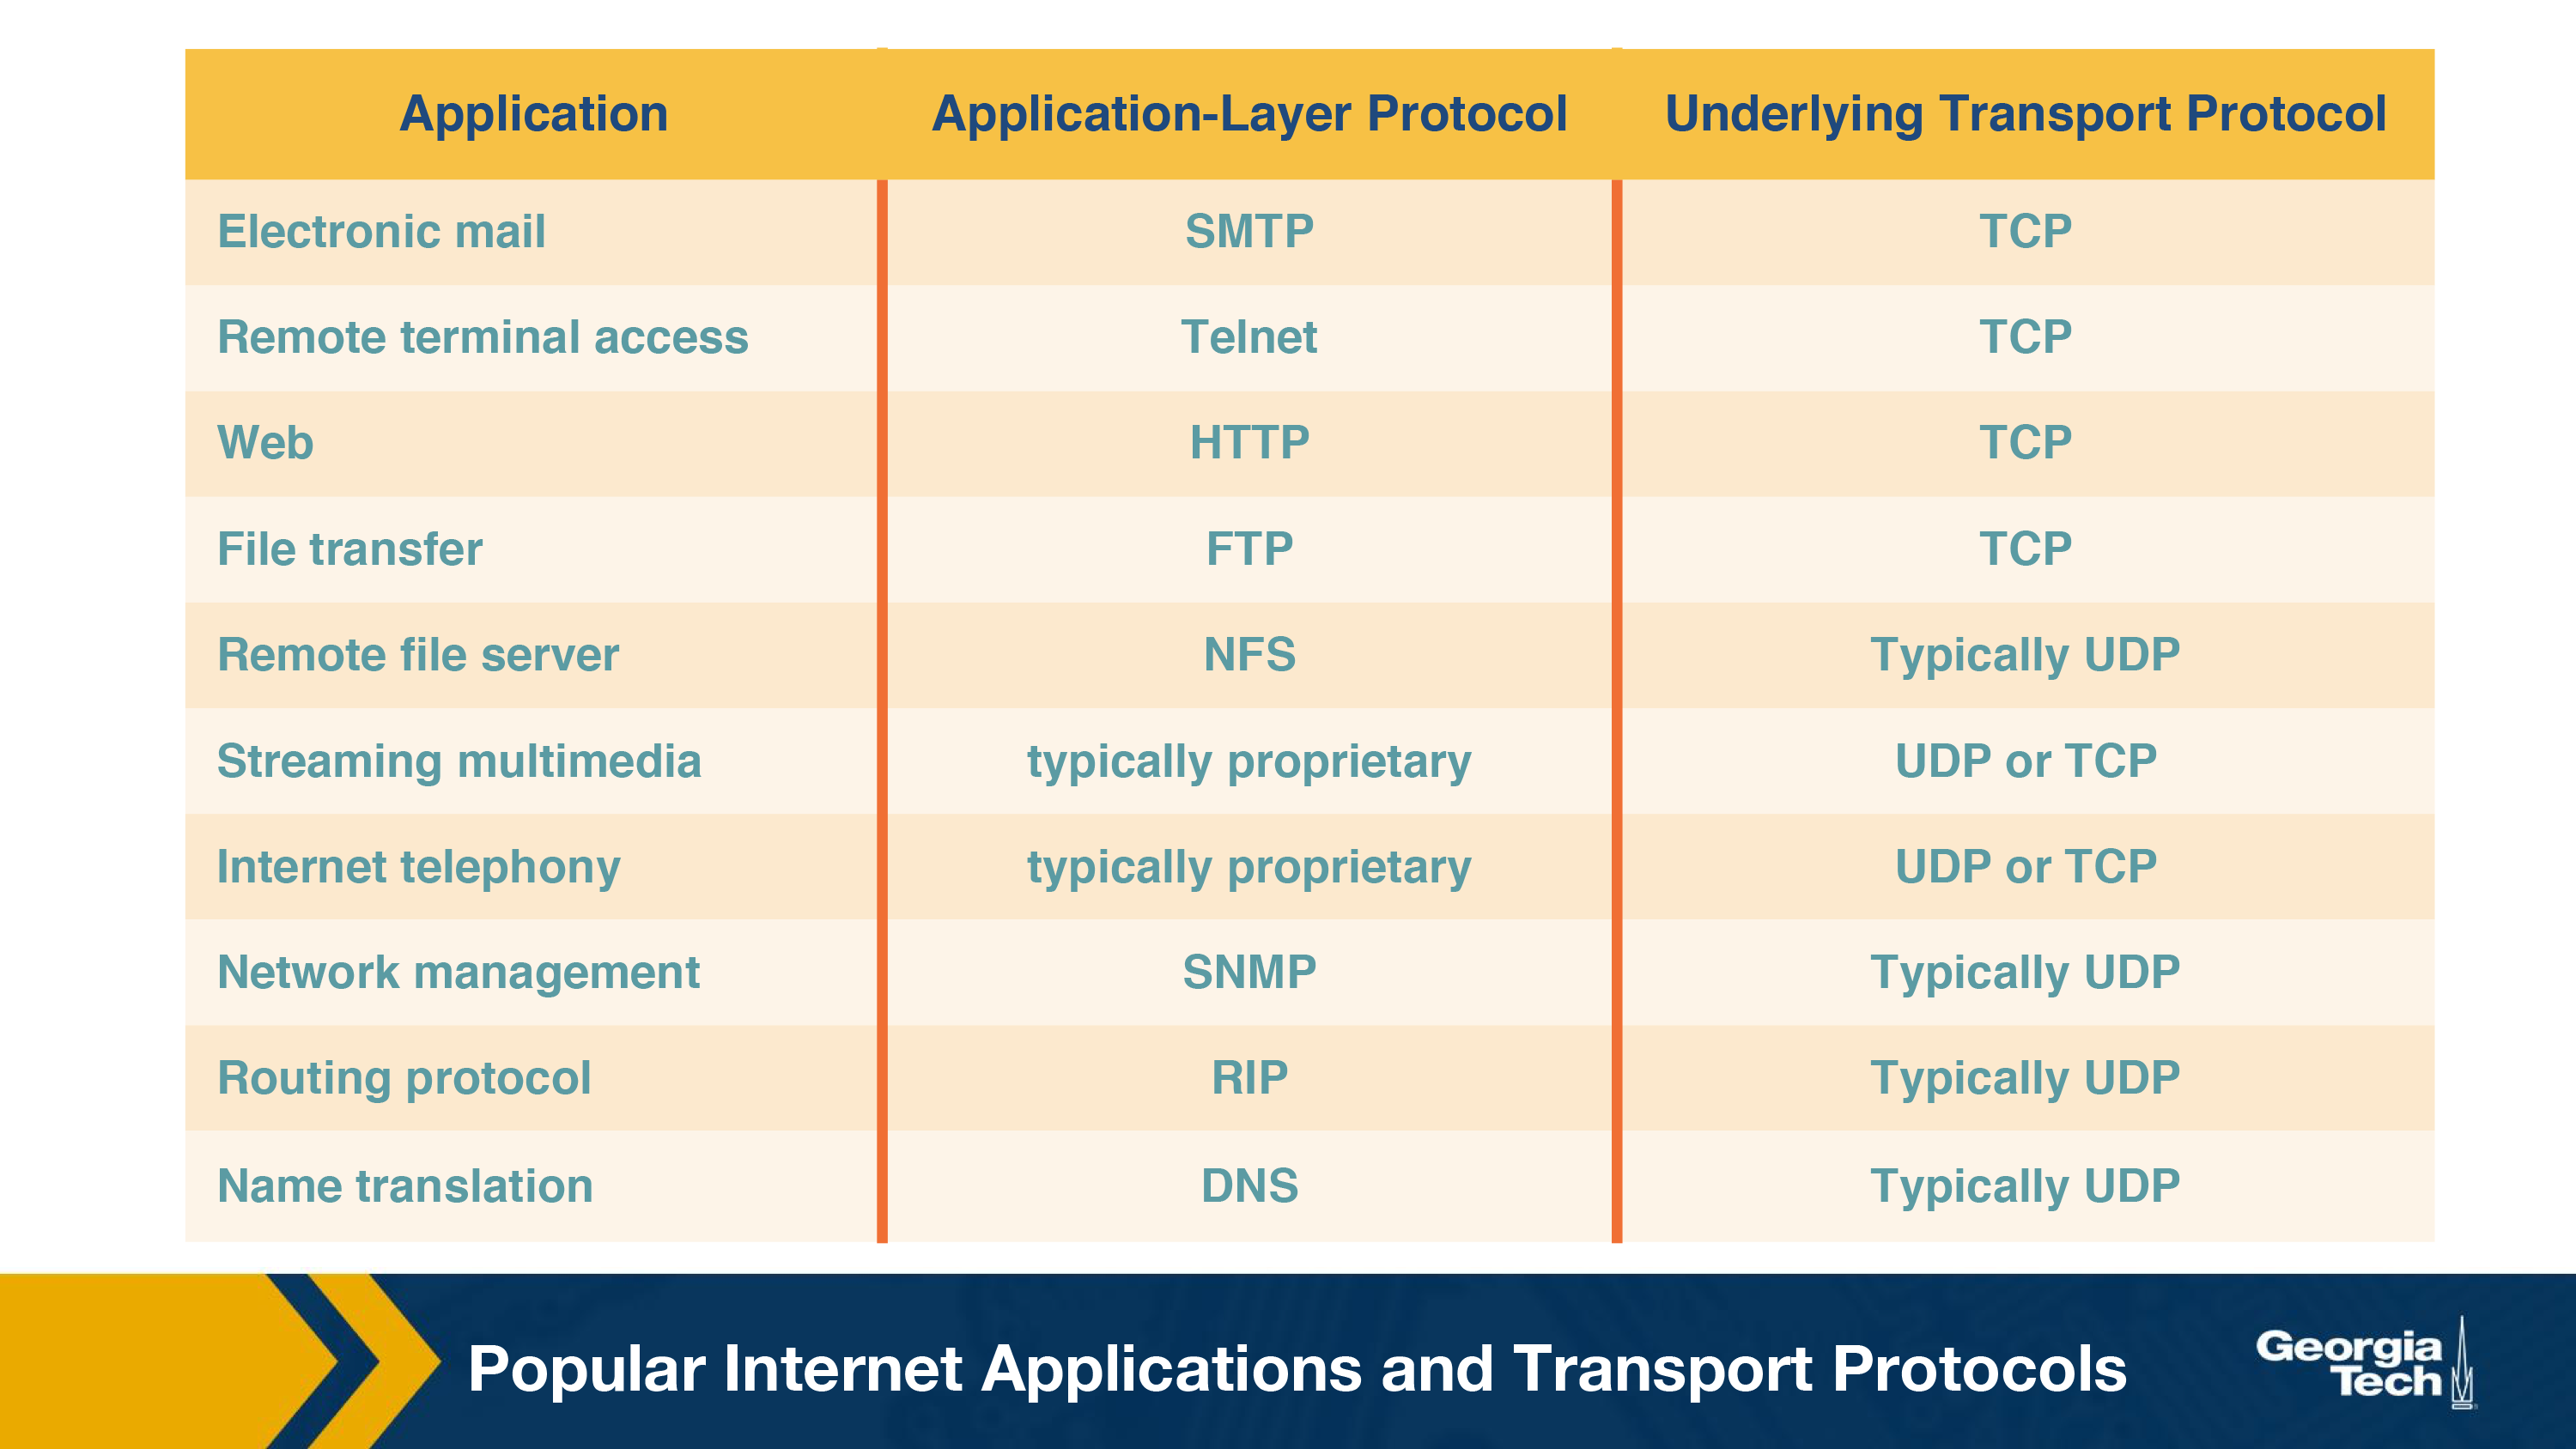 Application Application-Layer Protocol Underlying Transport Protocol
Electronic mail SMTP TCP
Remote terminal access Telnet TCP
Web HTTP TCP
File transfer FTP TCP
Remote file server NFS Typically UDP
Streaming multimedia typically proprietary UDP or TCP
Internet telephony typically proprietary UDP or TCP
Network management SNMP Typically UDP
Routing protocol RIP Typically UDP
Name translation DNS Typically UDP
Popular Internet Applications and Transport Protocols
Georgia
Tech